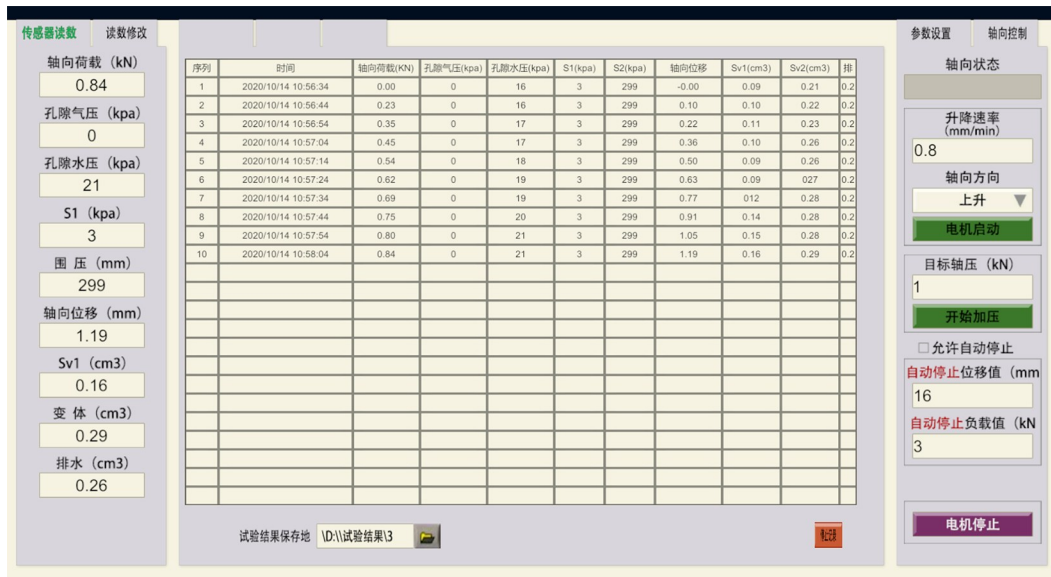 传感器读数 读数修改
轴向荷载 (kN)
0.84
孔隙气压 (kpa)
0
孔隙水压 (kpa)
21
S1 (kpa)
3
围 压 (mm)
299
轴向位移 (mm)
1.19
Sv1 (cm3)
0.16
变 体 (cm3)
0.29
排水 (cm3)
0.26
序列 时间 轴向荷载(KN) 孔隙气压(kpa) 孔隙水压(kpa) S1(kpa) S2(kpa) 轴向位移 Sv1(cm3) Sv2(cm3) 排
1 2020/10/14 10:56:34 0.00 0 16 3 299 -0.00 0.09 0.21 0.2
2 2020/10/14 10:56:44 0.23 0 16 3 299 0.10 0.10 0.22 0.2
3 2020/10/14 10:56:54 0.35 0 17 3 299 0.22 0.11 0.23 0.2
4 2020/10/14 10:57:04 0.45 0 17 3 299 0.36 0.10 0.26 0.2
5 2020/10/14 10:57:14 0.54 0 18 3 299 0.50 0.09 0.26 0.2
6 2020/10/14 10:57:24 0.62 0 19 3 299 0.63 0.09 027 0.2
7 2020/10/14 10:57:34 0.69 0 19 3 299 0.77 012 0.28 0.2
8 2020/10/14 10:57:44 0.75 0 20 3 299 0.91 0.14 0.28 0.2
9 2020/10/14 10:57:54 0.80 0 21 3 299 1.05 0.15 0.28 0.2
10 2020/10/14 10:58:04 0.84 0 21 3 299 1.19 0.16 0.29 0.2
试验结果保存地 \D:\\试验结果\3
参数设置 轴向控制
轴向状态
升降速率
(mm/min)
0.8
轴向方向
上升
电机启动
目标轴压 (kN)
1
开始加压
允许自动停止
自动停止位移值 (mm
16
自动停止负载值 (kN
3
电机停止